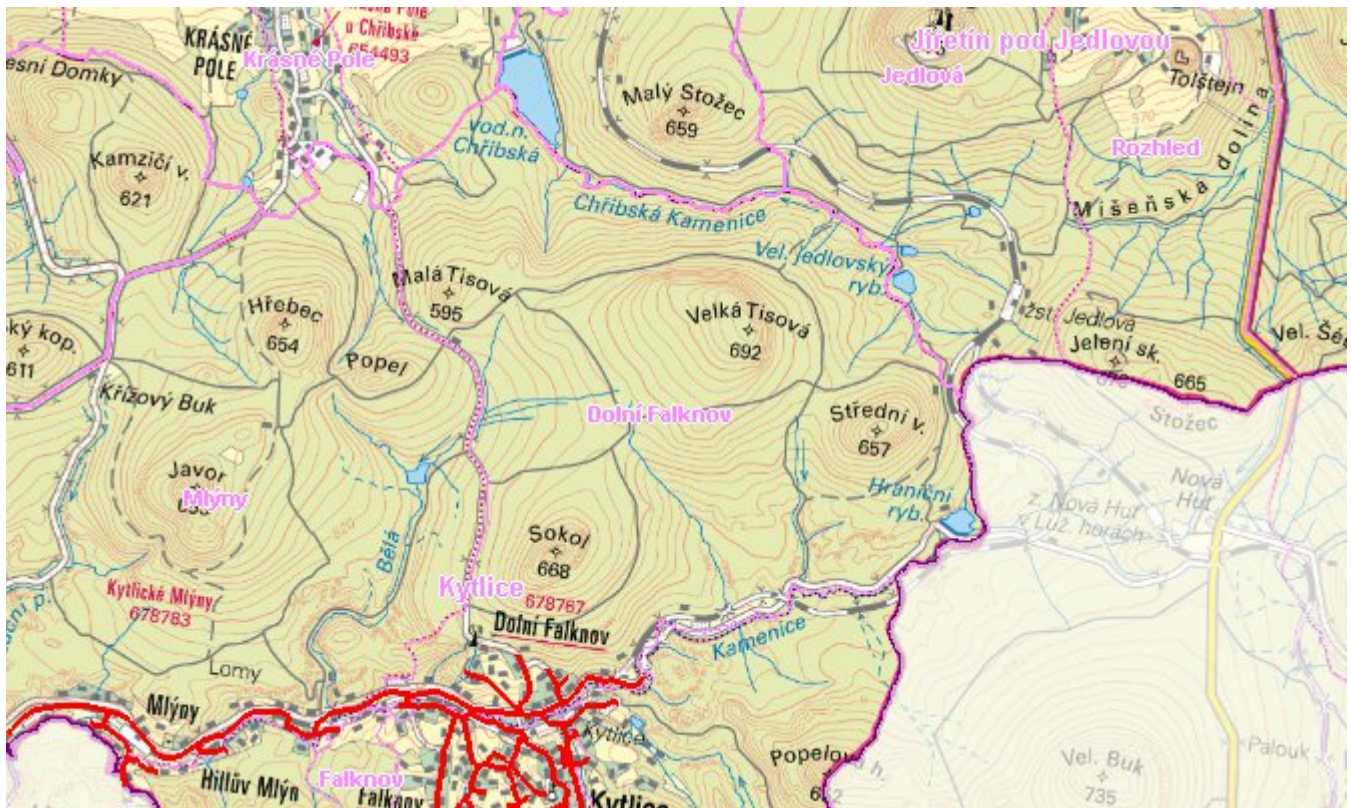 KRÁSNÉ
POLE
Krásné Pole
u Chřibské
654493
esní Domky
Kamzičí v.
621
vod. n.
Chřibská
Malý Stožec
659
Jiřetín pod Jedlovou
Jedlová
Tolštejn
570
Rozhled
Míšeňská dolina
Chřibská Kamenice
Vel. Jedlovský
ryb.
Malá Tisová
595
Hřebec
654
Popel
Velká Tisová
692
žst. Jedlová
Jelení sk.
665
Vel. Šé
ský kop.
611
Křížový Buk
Dolní Falknov
Střední v.
657
Stožec
Javor
Mlýny
Hraniční
ryb.
Nová
Huť
z. Nová Huť
v Luž. horách
Bělá
Sokol
668
Kytlické Mlýny
678783
Kytlice
678767
Dolní Falknov
Kamenice
Lomy
Mlýny
Kytlice
Hillův Mlýn
Falknov
Falknov
Kytlice
Vel. Buk
735
Palouk